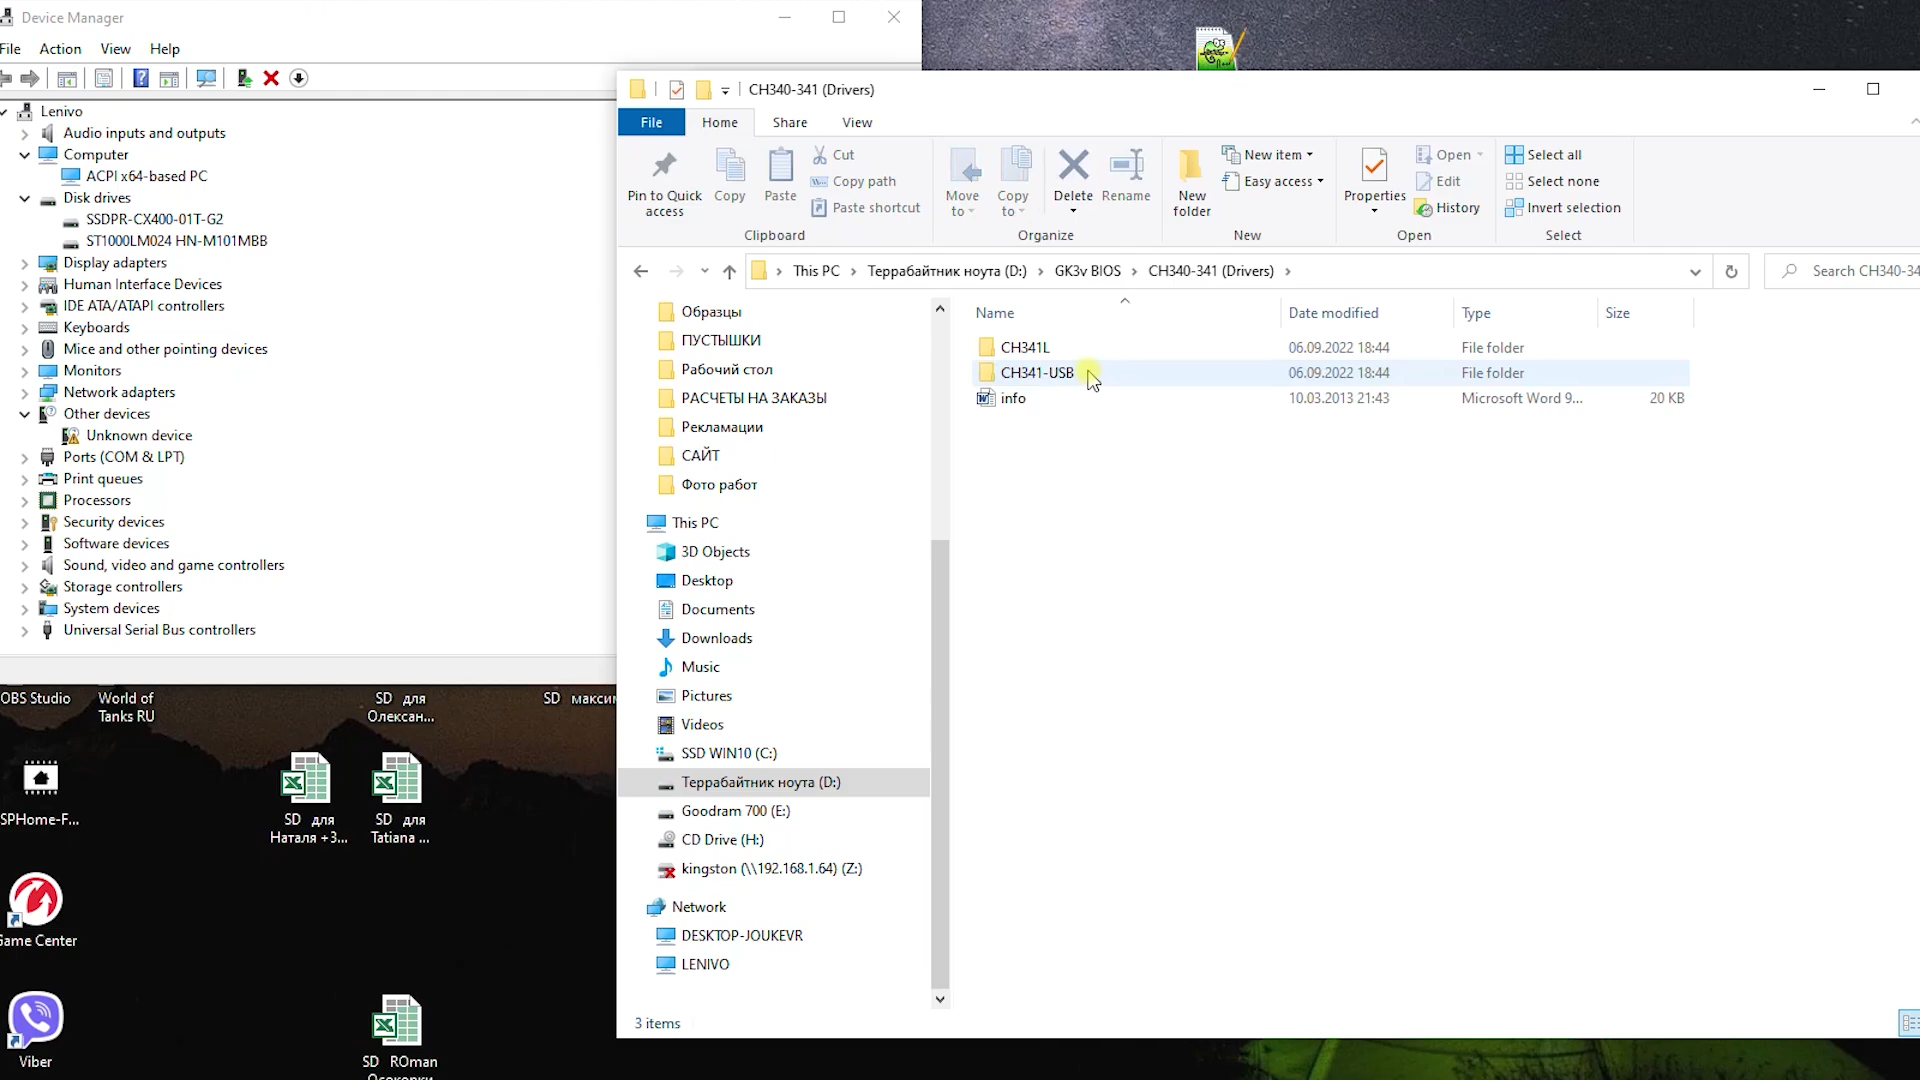 Device Manager
File Action View Help
Lenivo
Audio inputs and outputs
Computer
ACPI x64-based PC
Disk drives
SSDPR-CX400-01T-G2
ST1000LM024 HN-M101MBB
Display adapters
Human Interface Devices
IDE ATA/ATAPI controllers
Keyboards
Mice and other pointing devices
Monitors
Network adapters
Other devices
Unknown device
Ports (COM & LPT)
Print queues
Processors
Security devices
Software devices
Sound, video and game controllers
Storage controllers
System devices
Universal Serial Bus controllers
CH340-341 (Drivers)
File Home Share View
Pin to Quick access
Copy
Paste
Cut
Copy path
Paste shortcut
Clipboard
Move to
Copy to
Delete
Rename
Organize
New folder
New item
Easy access
New
Properties
Open
Edit
History
Open
Select all
Select none
Invert selection
Select
This PC > Террабайтник ноута (D:) > GK3v BIOS > CH340-341 (Drivers) >
Search CH340-34
Образцы
ПУСТЫШКИ
Рабочий стол
РАСЧЕТЫ НА ЗАКАЗЫ
Рекламации
САЙТ
Фото работ
This PC
3D Objects
Desktop
Documents
Downloads
Music
Pictures
Videos
SSD WIN10 (C:)
Террабайтник ноута (D:)
Goodram 700 (E:)
CD Drive (H:)
kingston (\\192.168.1.64) (Z:)
Network
DESKTOP-JOUKEVR
LENIVO
Name Date modified Type Size
CH341L 06.09.2022 18:44 File folder
CH341-USB 06.09.2022 18:44 File folder
info 10.03.2013 21:43 Microsoft Word 9... 20 KB
3 items
OBS Studio
World of
Tanks RU
SD для
Олексан...
SD максим
SPHome-F...
SD для
Наталя +3...
SD для
Tatiana ...
Game Center
Viber
SD ROman